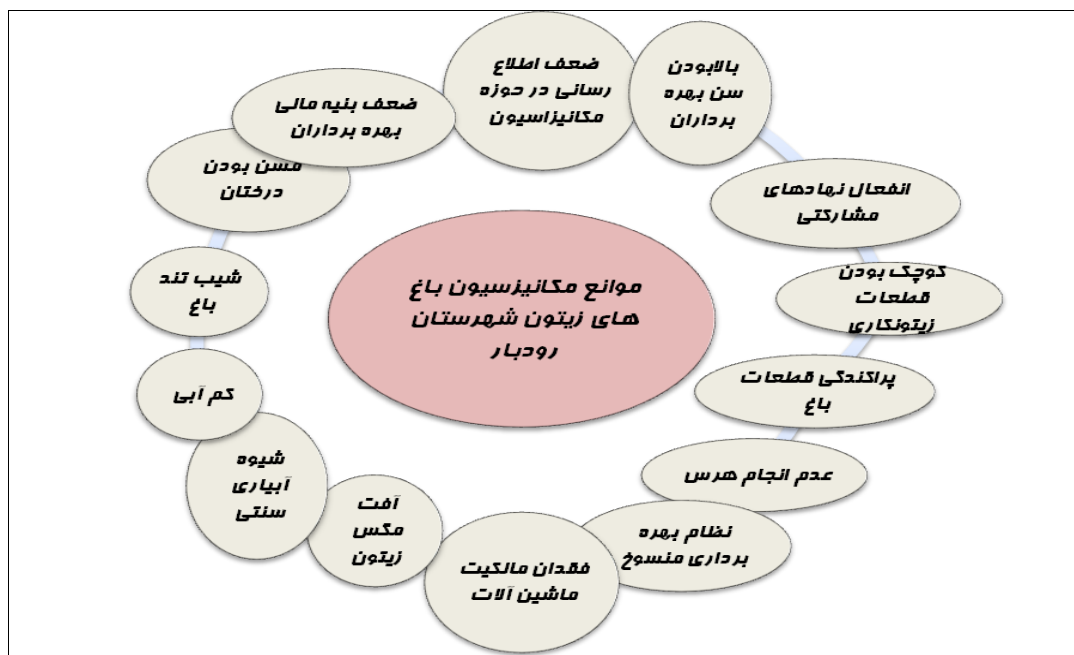 موانع مکانیزسیون باغ
های زیتون شهرستان
رودبار
ضعف اطلاع
رسانی در حوزه
مکانیزاسیون
بالابودن
سن بهره
برداران
انفعال نهادهای
مشارکتی
کوچک بودن
قطعات
زیتونکاری
پراکندگی قطعات
باغ
عدم انجام هرس
نظام بهره
برداری منسوخ
فقدان مالکیت
ماشین آلات
آفت
مگس
زیتون
شیوه
آبیاری
سنتی
کم آبی
شیب تند
باغ
مسن بودن
درختان
ضعف بنیه مالی
بهره برداران